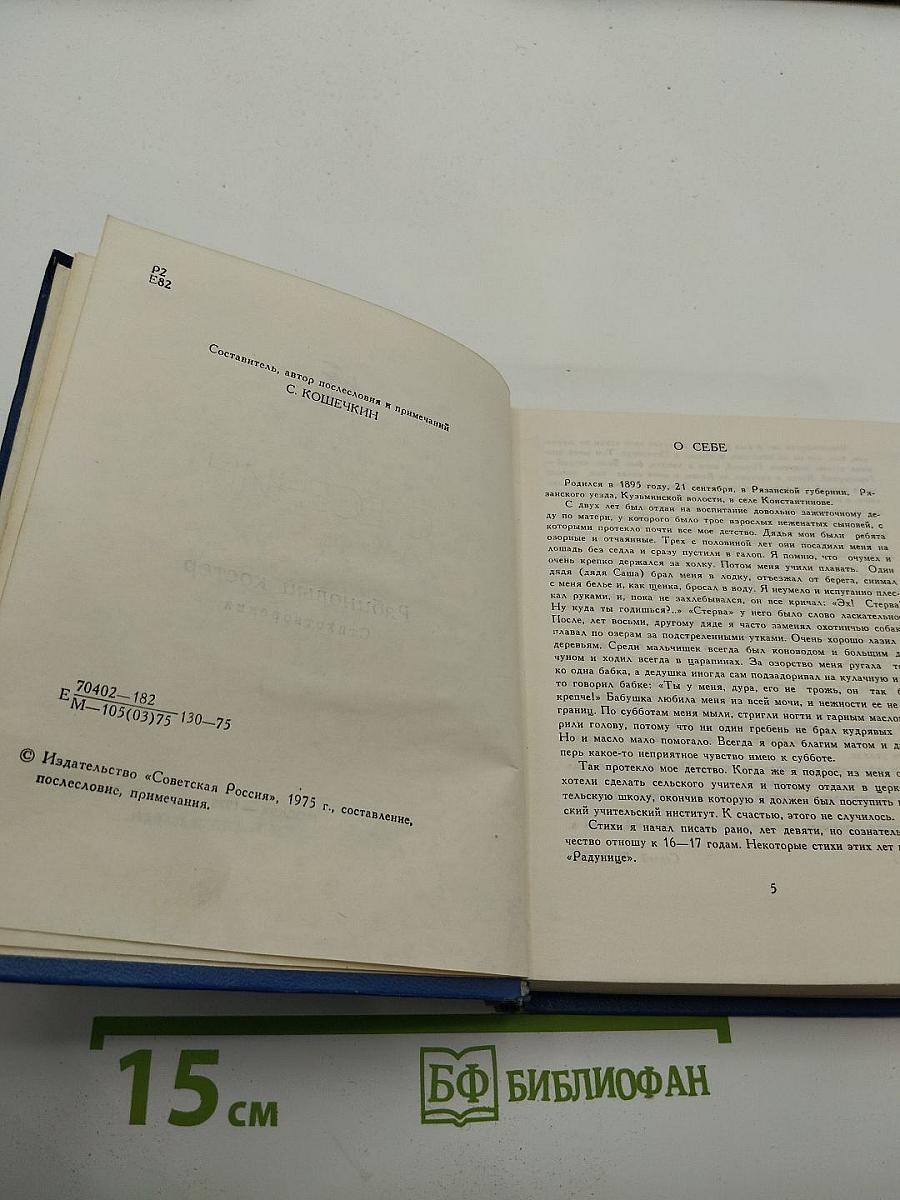 Р2
Е82
Составитель, автор послесловия и примечаний
С. КОШЕЧКИН
Рябиновый
костер
Стихотворения
Е 70402—182
М—105(03)75 —130—75
© Издательство «Советская Россия», 1975 г., составление,
послесловие, примечания.
О СЕБЕ
Родился в 1895 году, 21 сентября, в Рязанской губернии, Ря-
занского уезда, Кузьминской волости, в селе Константинове.
С двух лет был отдан на воспитание довольно зажиточному де-
ду по матери, у которого было трое взрослых неженатых сыновей, с
которыми протекло почти все мое детство. Дядья мои были ребята
озорные и отчаянные. Трех с половиной лет они посадили меня на
лошадь без седла и сразу пустили в галоп. Я помню, что очумел и
очень крепко держался за холку. Потом меня учили плавать. Один
дядя (дядя Саша) брал меня в лодку, отъезжал от берега, снимал
с меня белье и, как щенка, бросал в воду. Я неумело и испуганно плес-
кал руками, и, пока не захлебывался, он все кричал: «Эх! Стерва
Ну куда ты годишься?..» «Стерва» у него было слово ласкательно
После, лет восьми, другому дяде я часто заменял охотничью собак
плавал по озерам за подстреленными утками. Очень хорошо лазил
деревьям. Среди мальчишек всегда был коноводом и большим д
чуном и ходил всегда в царапинах. За озорство меня ругала то
ко одна бабка, а дедушка иногда сам подзадоривал на кулачную и
то говорил бабке: «Ты у меня, дура, его не трожь, он так б
крепче!» Бабушка любила меня из всей мочи, и нежности ее не
границ. По субботам меня мыли, стригли ногти и гарным маслом
рили голову, потому что ни один гребень не брал кудрявых
Но и масло мало помогало. Всегда я орал благим матом и д
перь какое-то неприятное чувство имею к субботе.
Так протекло мое детство. Когда же я подрос, из меня о
хотели сделать сельского учителя и потому отдали в церк
тельскую школу, окончив которую я должен был поступить в
ский учительский институт. К счастью, этого не случилось.
Стихи я начал писать рано, лет девяти, но сознатель
чество отношу к 16—17 годам. Некоторые стихи этих лет
«Радунице».
5
15 см
БФ БИБЛИОФАН